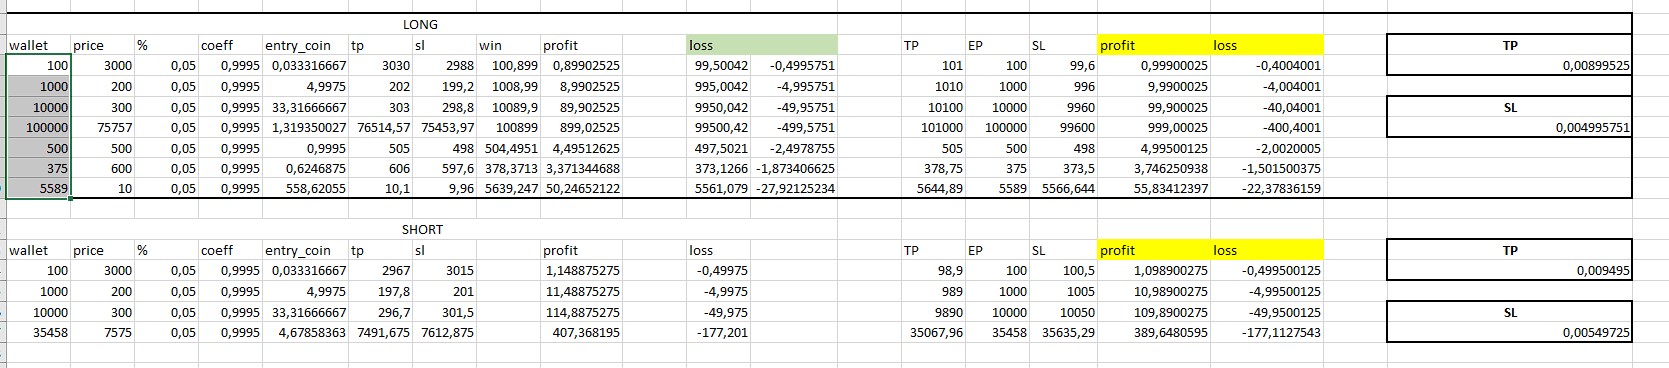 LONG
wallet price % coeff entry_coin tp sl win profit loss TP EP SL profit loss TP
100 3000 0,05 0,9995 0,033316667 3030 2988 100,899 0,89902525 99,50042 -0,4995751 101 100 99,6 0,99900025 -0,4004001 0,00899525
1000 200 0,05 0,9995 4,9975 202 199,2 1008,99 8,9902525 995,0042 -4,995751 1010 1000 996 9,9900025 -4,004001
10000 300 0,05 0,9995 33,31666667 303 298,8 10089,9 89,902525 9950,042 -49,95751 10100 10000 9960 99,900025 -40,04001 SL
100000 75757 0,05 0,9995 1,319350027 76514,57 75453,97 100899 899,02525 99500,42 -499,5751 101000 100000 99600 999,00025 -400,4001 0,004995751
500 500 0,05 0,9995 0,9995 505 498 504,4951 4,49512625 497,5021 -2,4978755 505 500 498 4,99500125 -2,0020005
375 600 0,05 0,9995 0,6246875 606 597,6 378,3713 3,371344688 373,1266 -1,873406625 378,75 375 373,5 3,746250938 -1,501500375
5589 10 0,05 0,9995 558,62055 10,1 9,96 5639,247 50,24652122 5561,079 -27,92125234 5644,89 5589 5566,644 55,83412397 -22,37836159
SHORT
wallet price % coeff entry_coin tp sl profit loss TP EP SL profit loss TP
100 3000 0,05 0,9995 0,033316667 2967 3015 1,148875275 -0,49975 98,9 100 100,5 1,098900275 -0,499500125 0,009495
1000 200 0,05 0,9995 4,9975 197,8 201 11,48875275 -4,9975 989 1000 1005 10,98900275 -4,99500125
10000 300 0,05 0,9995 33,31666667 296,7 301,5 114,8875275 -49,975 9890 10000 10050 109,8900275 -49,9500125 SL
35458 7575 0,05 0,9995 4,67858363 7491,675 7612,875 407,368195 -177,201 35067,96 35458 35635,29 389,6480595 -177,1127543 0,00549725